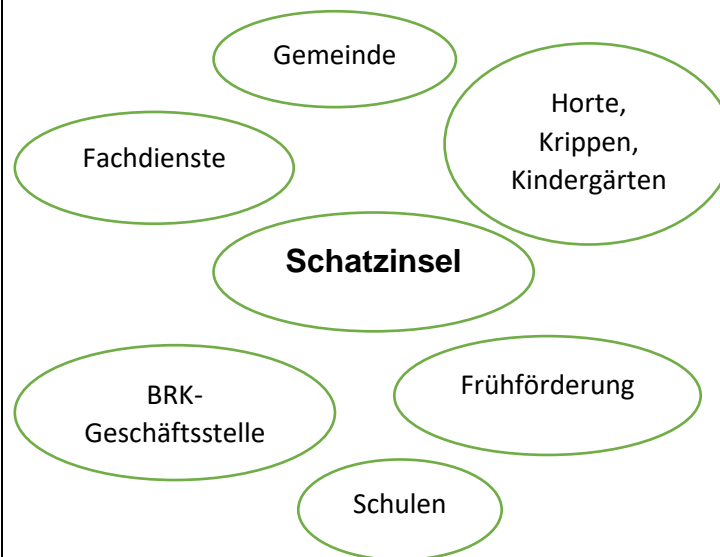 Gemeinde
Horte,
Krippen,
Kindergärten
Fachdienste
Schatzinsel
Frühförderung
BRK-
Geschäftsstelle
Schulen